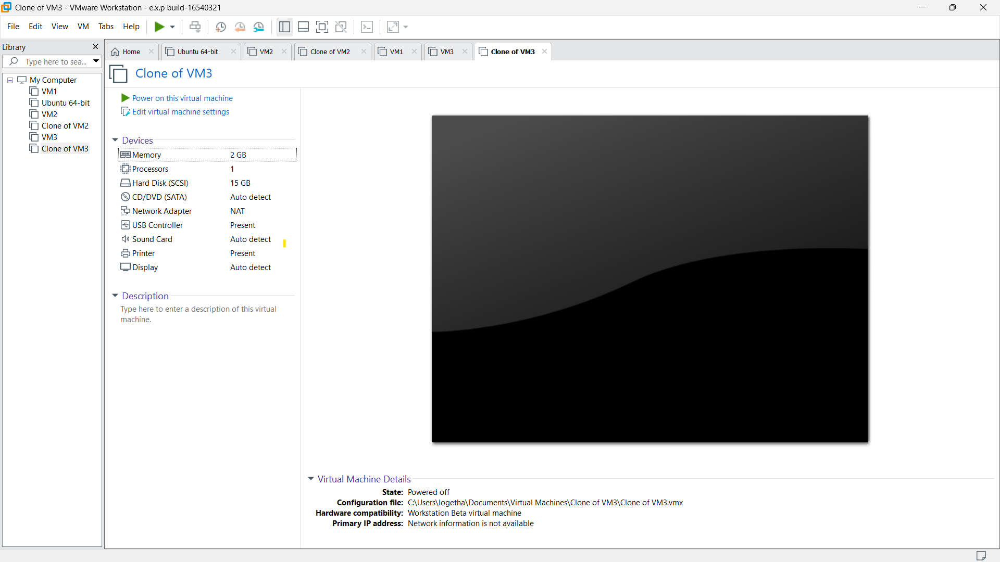 Clone of VM3 - VMware Workstation - e.x.p build-16540321
File Edit View VM Tabs Help
Library
Type here to sea...
My Computer
VM1
Ubuntu 64-bit
VM2
Clone of VM2
VM3
Clone of VM3
Home Ubuntu 64-bit VM2 Clone of VM2 VM1 VM3 Clone of VM3
Clone of VM3
Power on this virtual machine
Edit virtual machine settings
Devices
Memory 2 GB
Processors 1
Hard Disk (SCSI) 15 GB
CD/DVD (SATA) Auto detect
Network Adapter NAT
USB Controller Present
Sound Card Auto detect
Printer Present
Display Auto detect
Description
Type here to enter a description of this virtual
machine.
Virtual Machine Details
State: Powered off
Configuration file: C:\Users\logetha\Documents\Virtual Machines\Clone of VM3\Clone of VM3.vmx
Hardware compatibility: Workstation Beta virtual machine
Primary IP address: Network information is not available